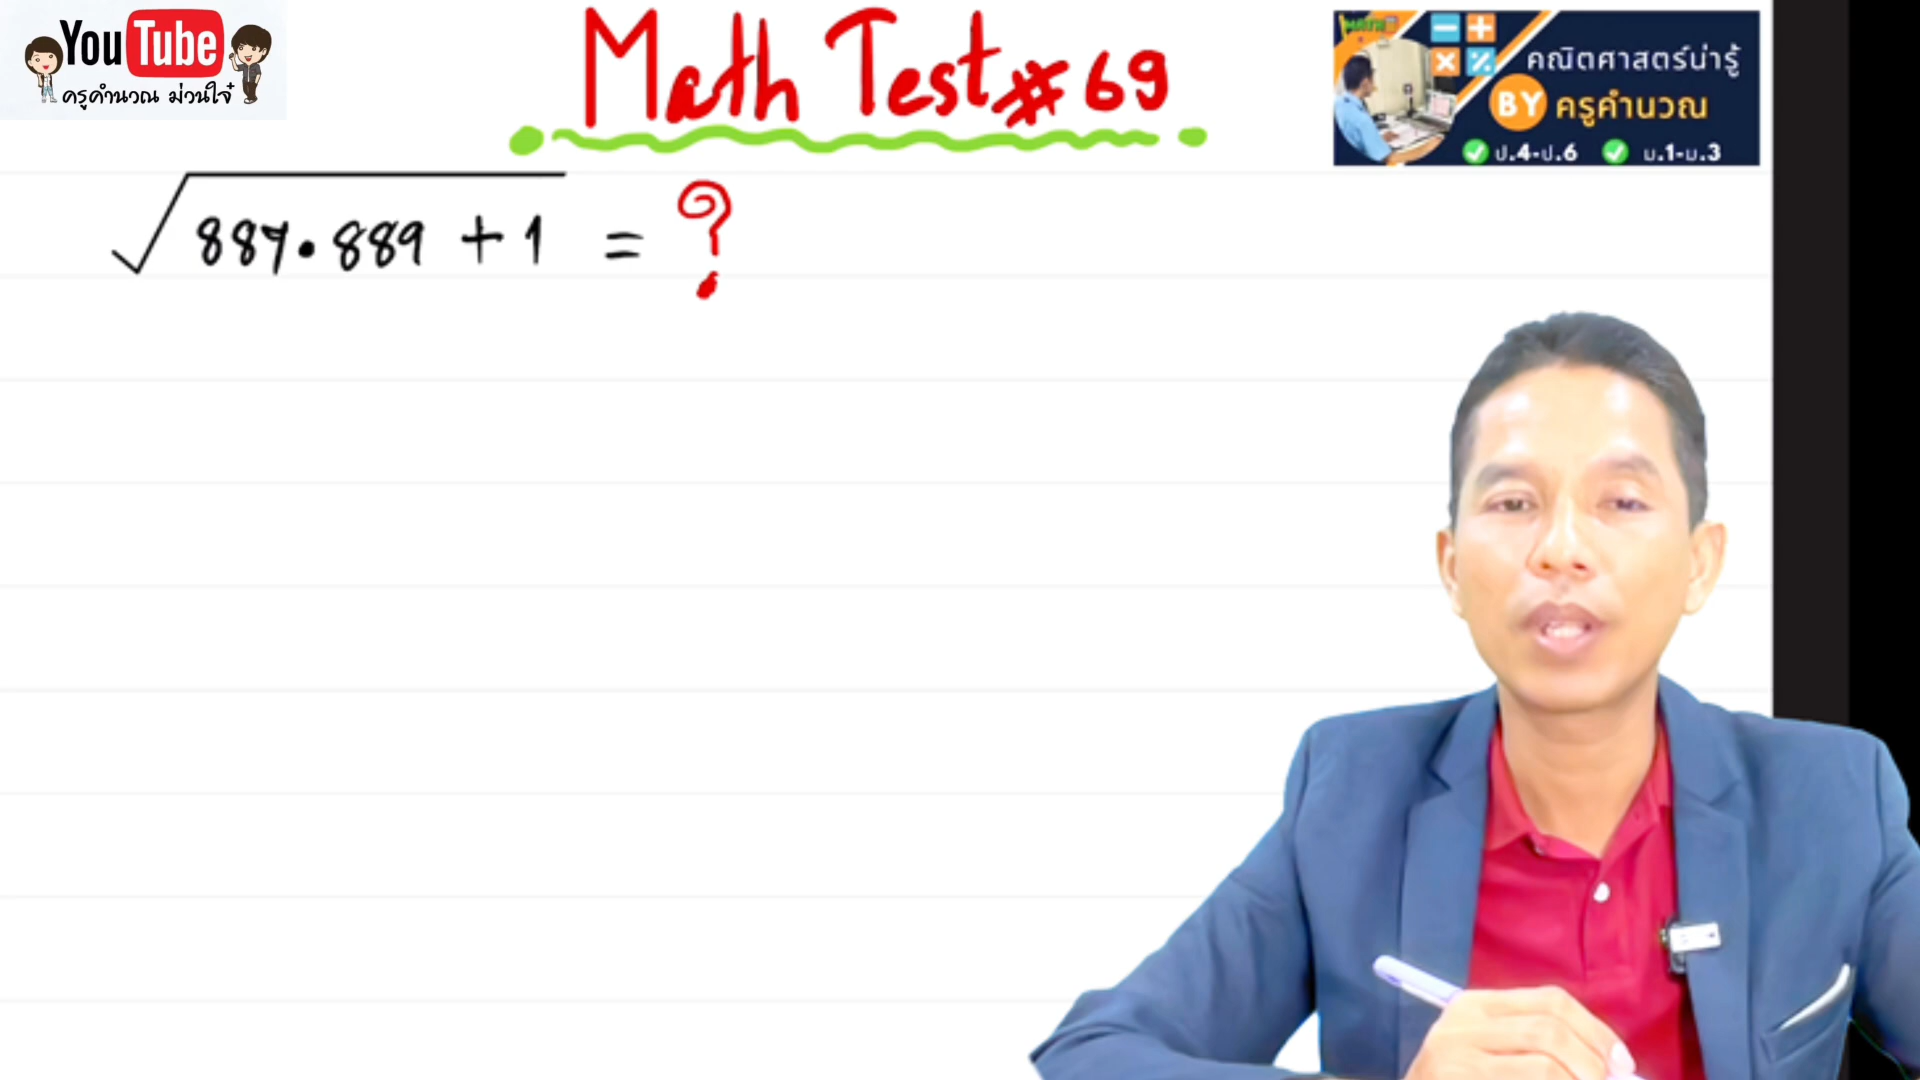 YouTube
ครูคำนวณ ม่วนใจ๋
Math Test #69
คณิตศาสตร์น่ารู้
BY ครูคำนวณ
ป.4-ป.6 ม.1-ม.3
√887·889 + 1 = ?